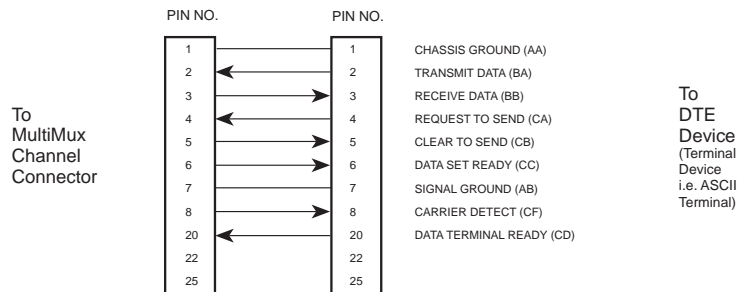 PIN NO. PIN NO.
1 1 CHASSIS GROUND (AA)
2 2 TRANSMIT DATA (BA)
3 3 RECEIVE DATA (BB)
4 4 REQUEST TO SEND (CA)
5 5 CLEAR TO SEND (CB)
6 6 DATA SET READY (CC)
7 7 SIGNAL GROUND (AB)
8 8 CARRIER DETECT (CF)
20 20 DATA TERMINAL READY (CD)
22 22
25 25
To
MultiMux
Channel
Connector
To
DTE
Device
(Terminal
Device
i.e. ASCII
Terminal)